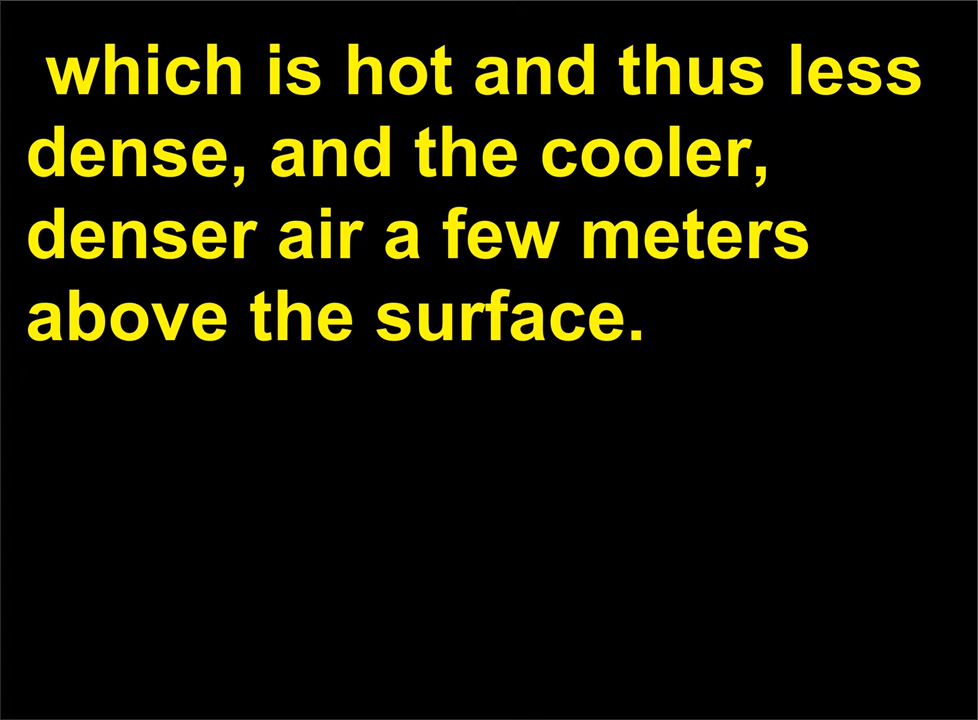 which is hot and thus less
dense, and the cooler,
denser air a few meters
above the surface.